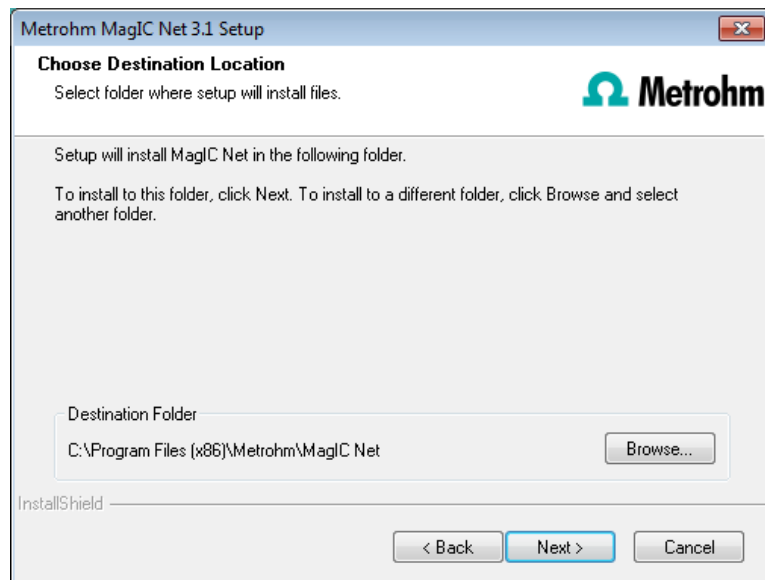 Metrohm MagIC Net 3.1 Setup
Choose Destination Location
Select folder where setup will install files.
Metrohm
Setup will install MagIC Net in the following folder.
To install to this folder, click Next. To install to a different folder, click Browse and select
another folder.
Destination Folder
C:\Program Files (x86)\Metrohm\MagIC Net
Browse...
InstallShield
< Back
Next >
Cancel